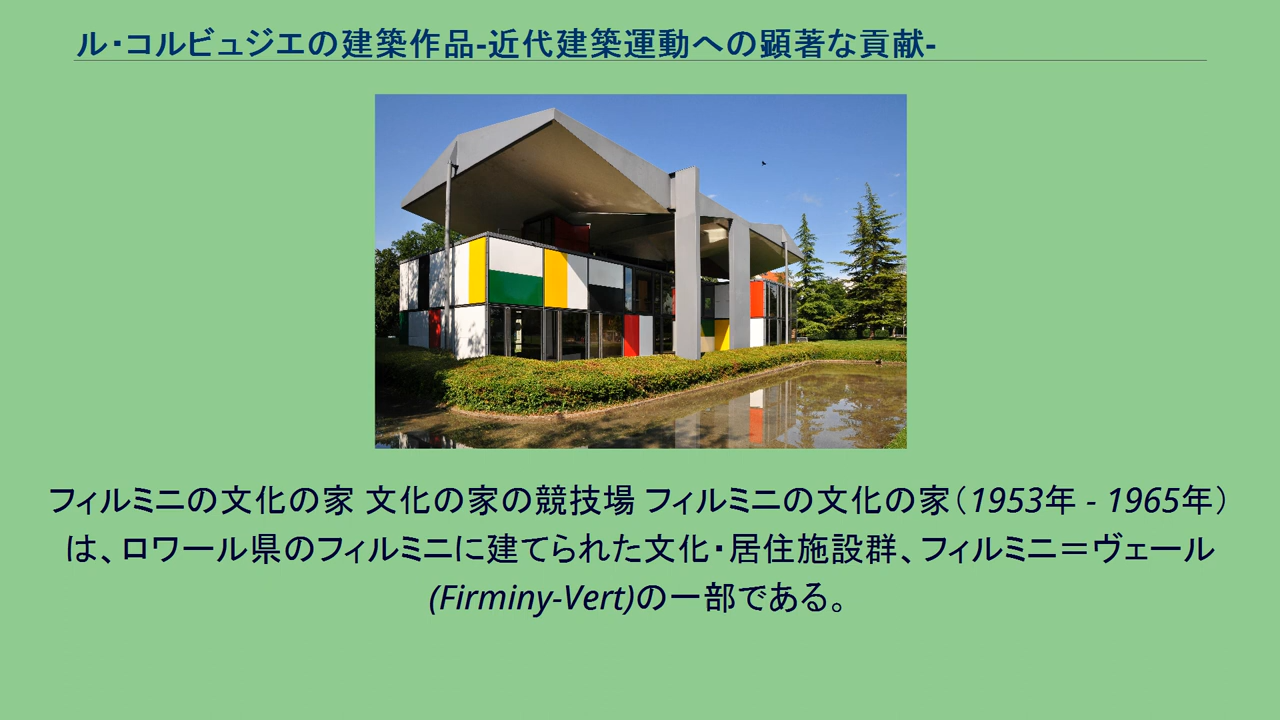 ル・コルビュジエの建築作品-近代建築運動への顕著な貢献-
フィルミニの文化の家 文化の家の競技場 フィルミニの文化の家（1953年 - 1965年）
は、ロワール県のフィルミニに建てられた文化・居住施設群、フィルミニ＝ヴェール
(Firminy-Vert)の一部である。